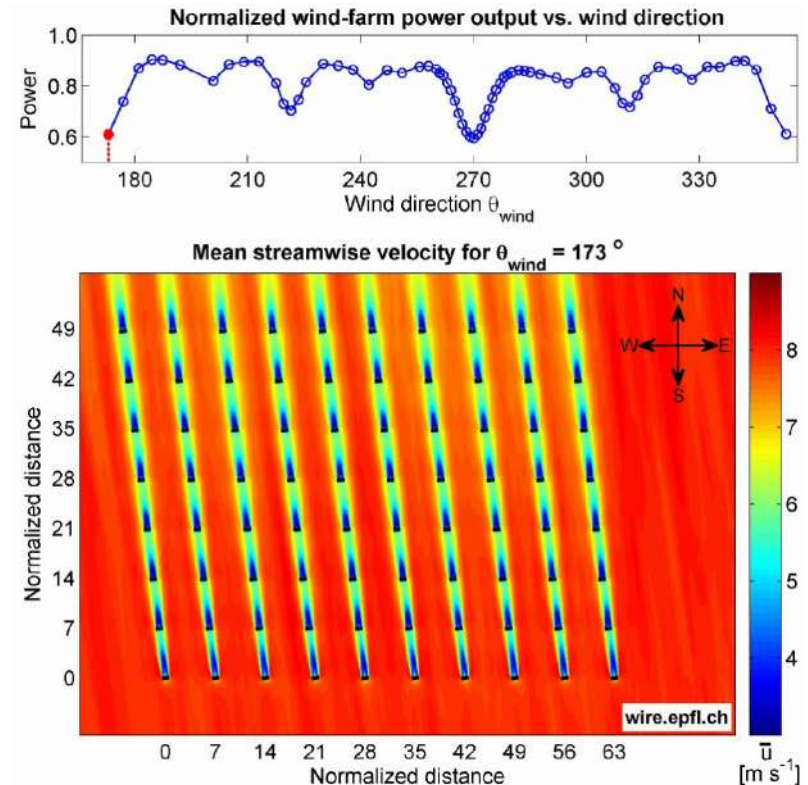 Normalized wind-farm power output vs. wind direction
1.0
0.8
0.6
Power
180 210 240 270 300 330
Wind direction θwind
Mean streamwise velocity for θwind = 173 °
49
42
35
28
21
14
7
0
Normalized distance
N
W E
S
8
7
6
5
4
wire.epfl.ch
0 7 14 21 28 35 42 49 56 63
Normalized distance
u̅
[m s⁻¹]